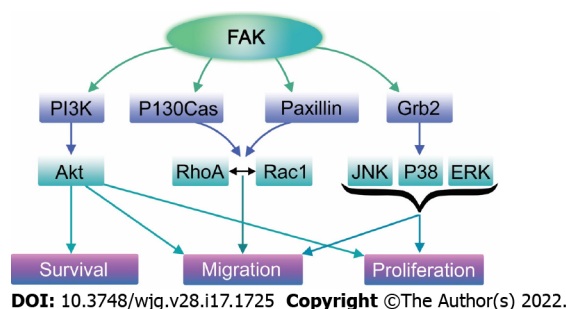 FAK
PI3K P130Cas Paxillin Grb2
Akt RhoA Rac1 JNK P38 ERK
Survival Migration Proliferation
DOI: 10.3748/wjg.v28.i17.1725 Copyright ©The Author(s) 2022.